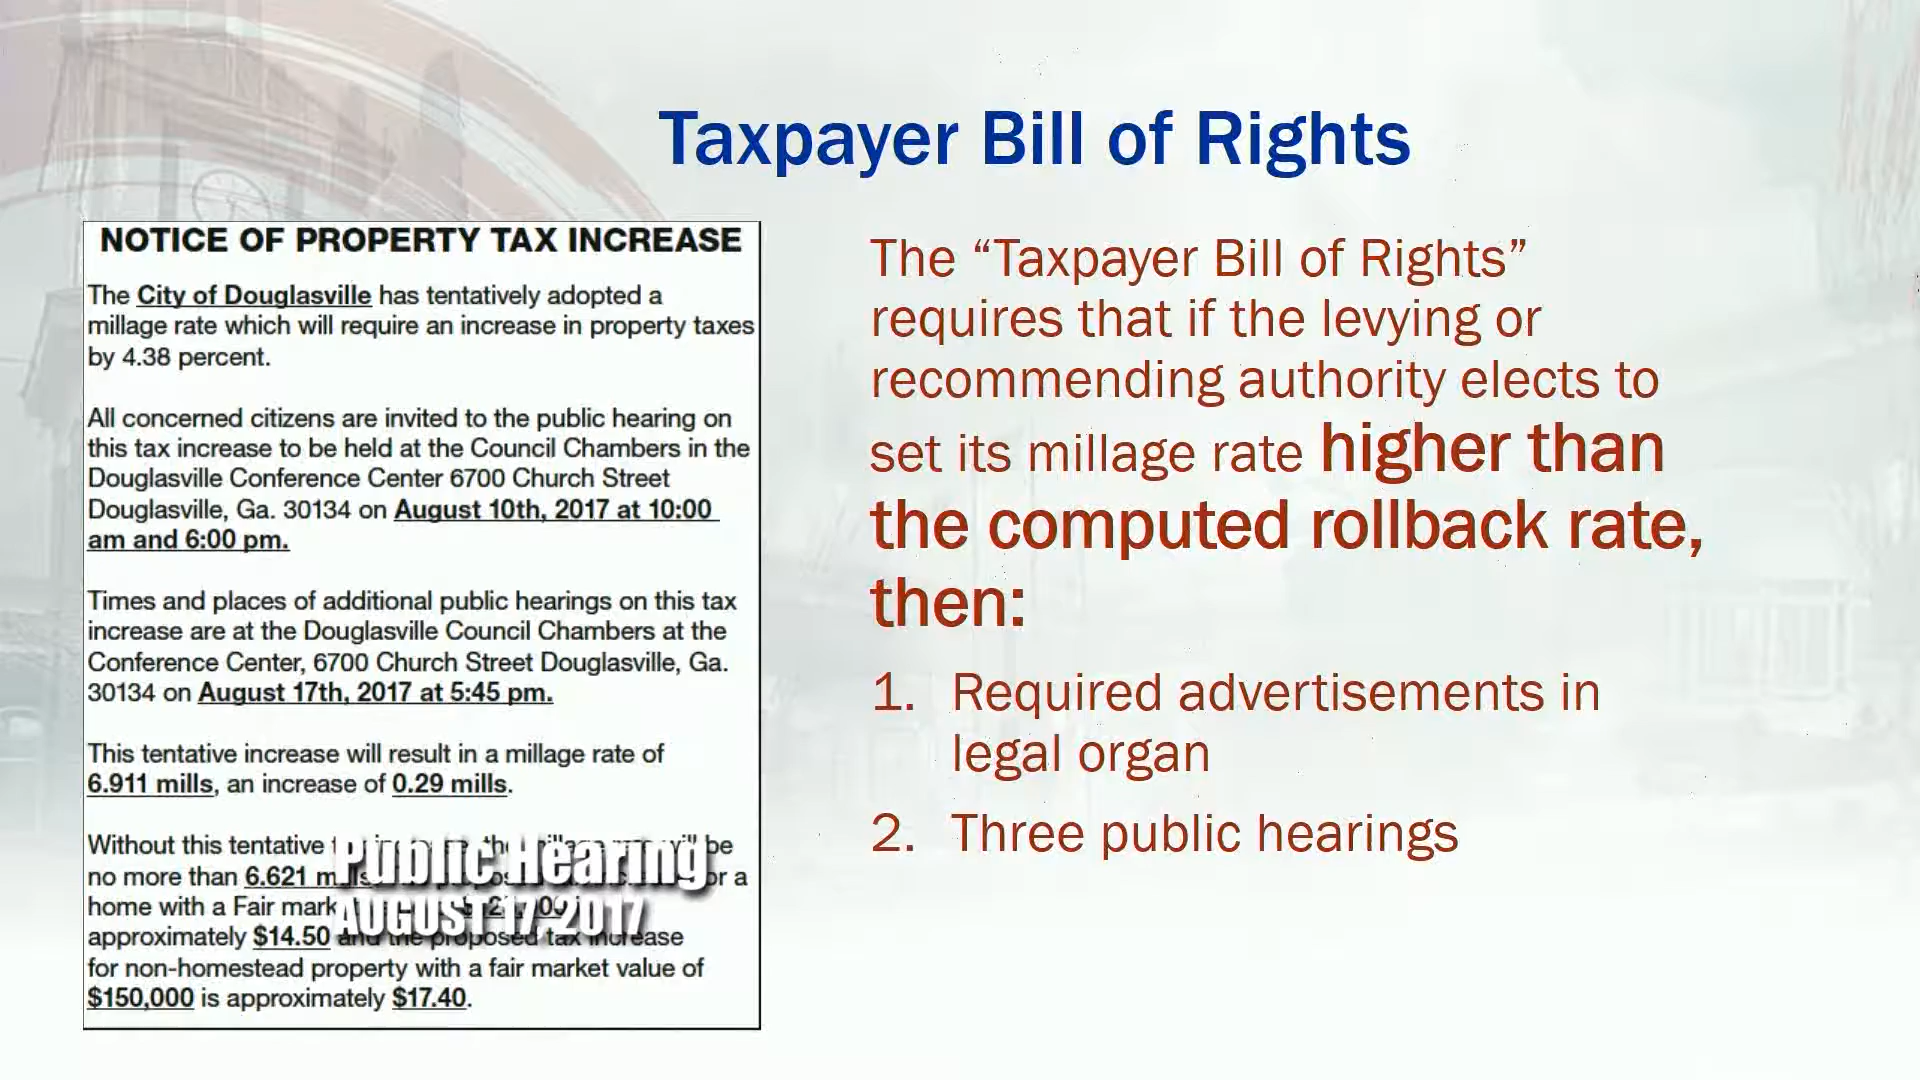 Taxpayer Bill of Rights
NOTICE OF PROPERTY TAX INCREASE
The City of Douglasville has tentatively adopted a
millage rate which will require an increase in property taxes
by 4.38 percent.
All concerned citizens are invited to the public hearing on
this tax increase to be held at the Council Chambers in the
Douglasville Conference Center 6700 Church Street
Douglasville, Ga. 30134 on August 10th, 2017 at 10:00
am and 6:00 pm.
Times and places of additional public hearings on this tax
increase are at the Douglasville Council Chambers at the
Conference Center, 6700 Church Street Douglasville, Ga.
30134 on August 17th, 2017 at 5:45 pm.
This tentative increase will result in a millage rate of
6.911 mills, an increase of 0.29 mills.
Without this tentative be
no more than 6.621 or a
home with a Fair
approximately $14.50 and the proposed tax increase
for non-homestead property with a fair market value of
$150,000 is approximately $17.40.
Public Hearing
AUGUST 17, 2017
The “Taxpayer Bill of Rights”
requires that if the levying or
recommending authority elects to
set its millage rate higher than
the computed rollback rate,
then:
1. Required advertisements in
legal organ
2. Three public hearings